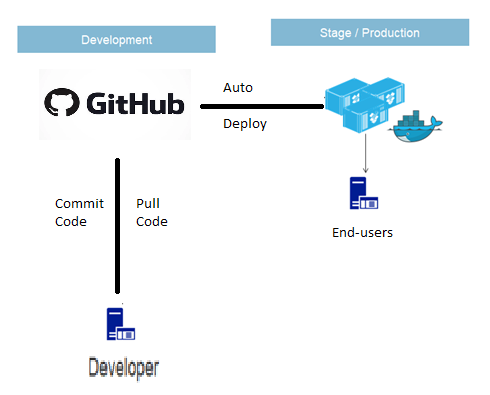 Development
Stage / Production
GitHub
Auto
Deploy
Commit
Code
Pull
Code
End-users
Developer